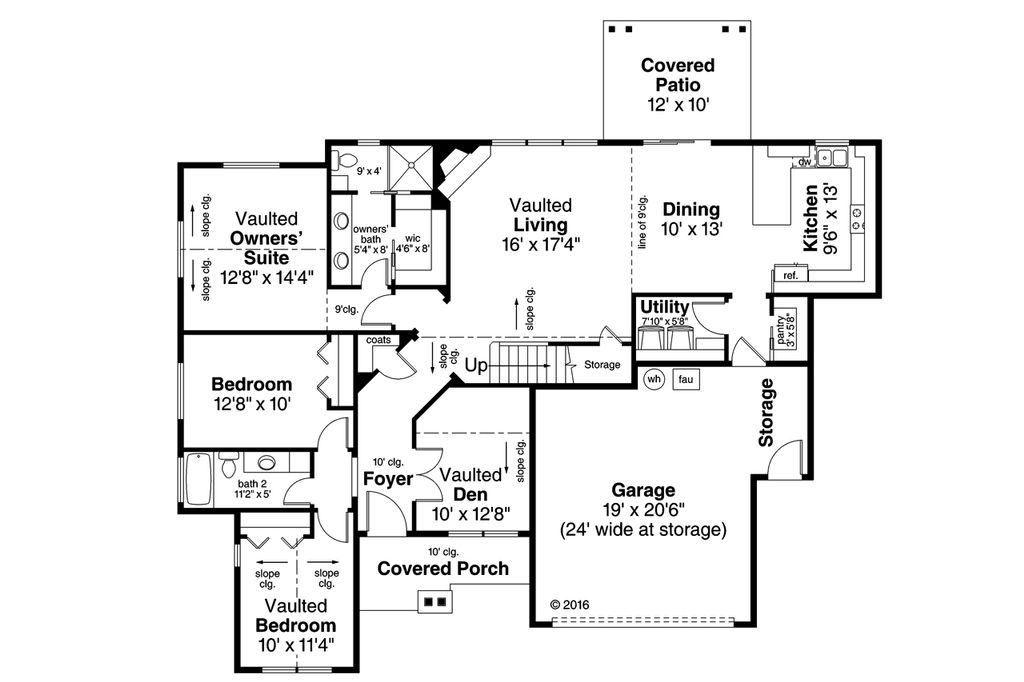 Covered
Patio
12' x 10'
9' x 4'
dw
slope clg.
Vaulted
Owners'
Suite
12'8" x 14'4"
slope clg.
owners'
bath
5'4" x 8'
wic
4'6" x 8'
Vaulted
Living
16' x 17'4"
line of 9'clg.
Dining
10' x 13'
Kitchen
9'6" x 13'
ref.
9'clg.
slope clg.
Utility
7'10" x 5'8"
pantry
3' x 5'8"
coats
slope
clg.
Up
Storage
Bedroom
12'8" x 10'
wh
fau
Storage
slope clg.
10' clg.
Foyer
Vaulted
Den
10' x 12'8"
bath 2
11'2" x 5'
Garage
19' x 20'6"
(24' wide at storage)
10' clg.
Covered Porch
slope
clg.
slope
clg.
Vaulted
Bedroom
10' x 11'4"
© 2016